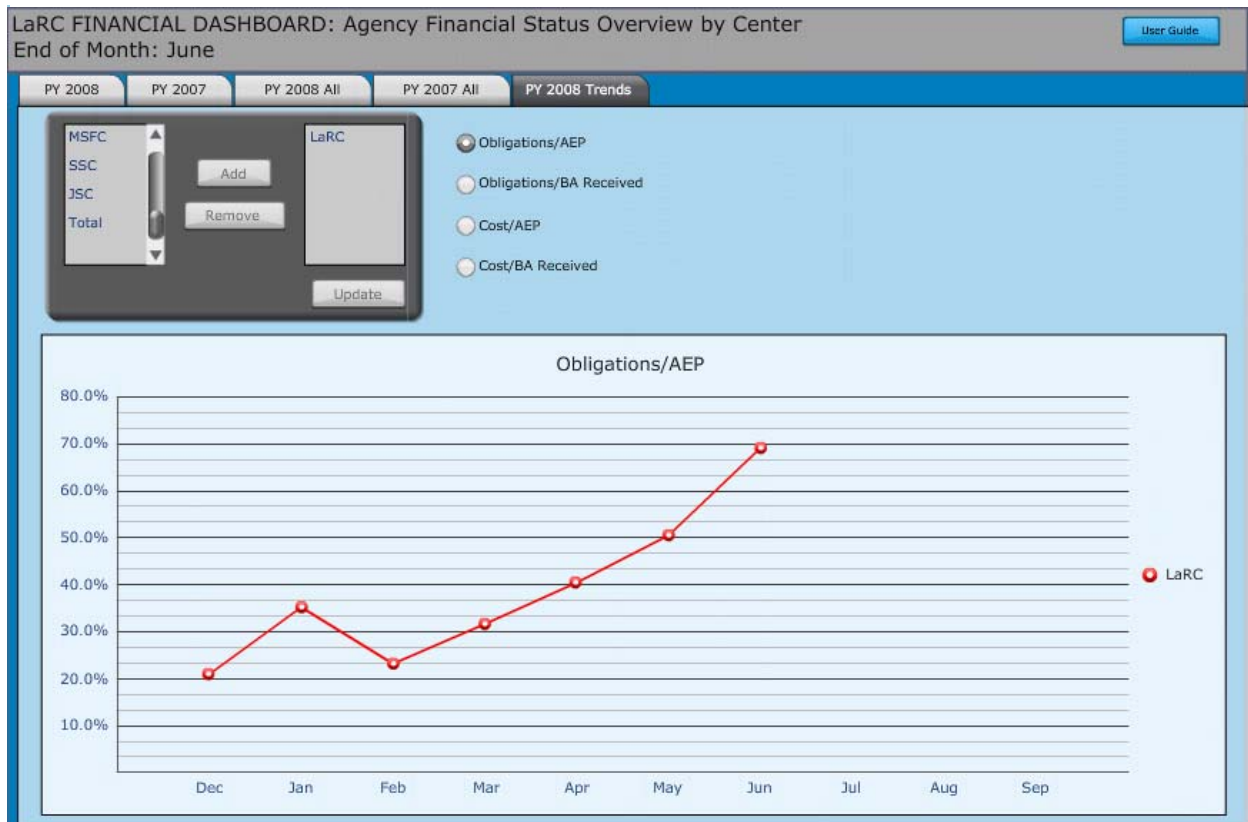 LaRC FINANCIAL DASHBOARD: Agency Financial Status Overview by Center
End of Month: June
User Guide
PY 2008
PY 2007
PY 2008 All
PY 2007 All
PY 2008 Trends
MSFC
SSC
JSC
Total
Add
Remove
LaRC
Update
Obligations/AEP
Obligations/BA Received
Cost/AEP
Cost/BA Received
Obligations/AEP
80.0%
70.0%
60.0%
50.0%
40.0%
30.0%
20.0%
10.0%
LaRC
Dec Jan Feb Mar Apr May Jun Jul Aug Sep